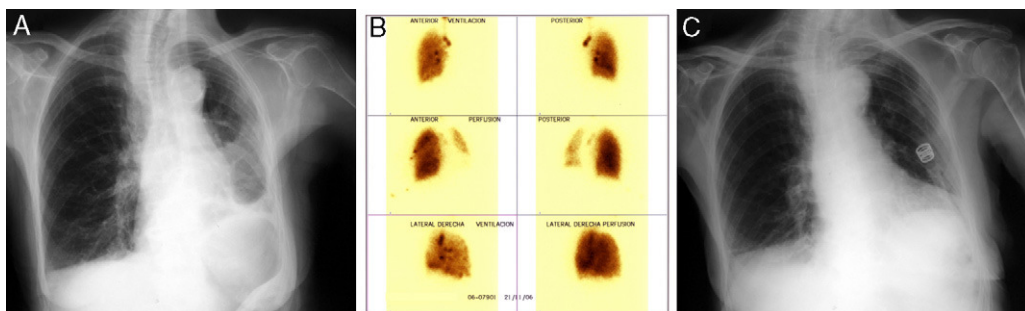 A
B
C
ANTERIOR VENTILACION
POSTERIOR
ANTERIOR PERFUSION
POSTERIOR
LATERAL DERECHA VENTILACION
LATERAL DERECHA PERFUSION
06-07901 21/11/06